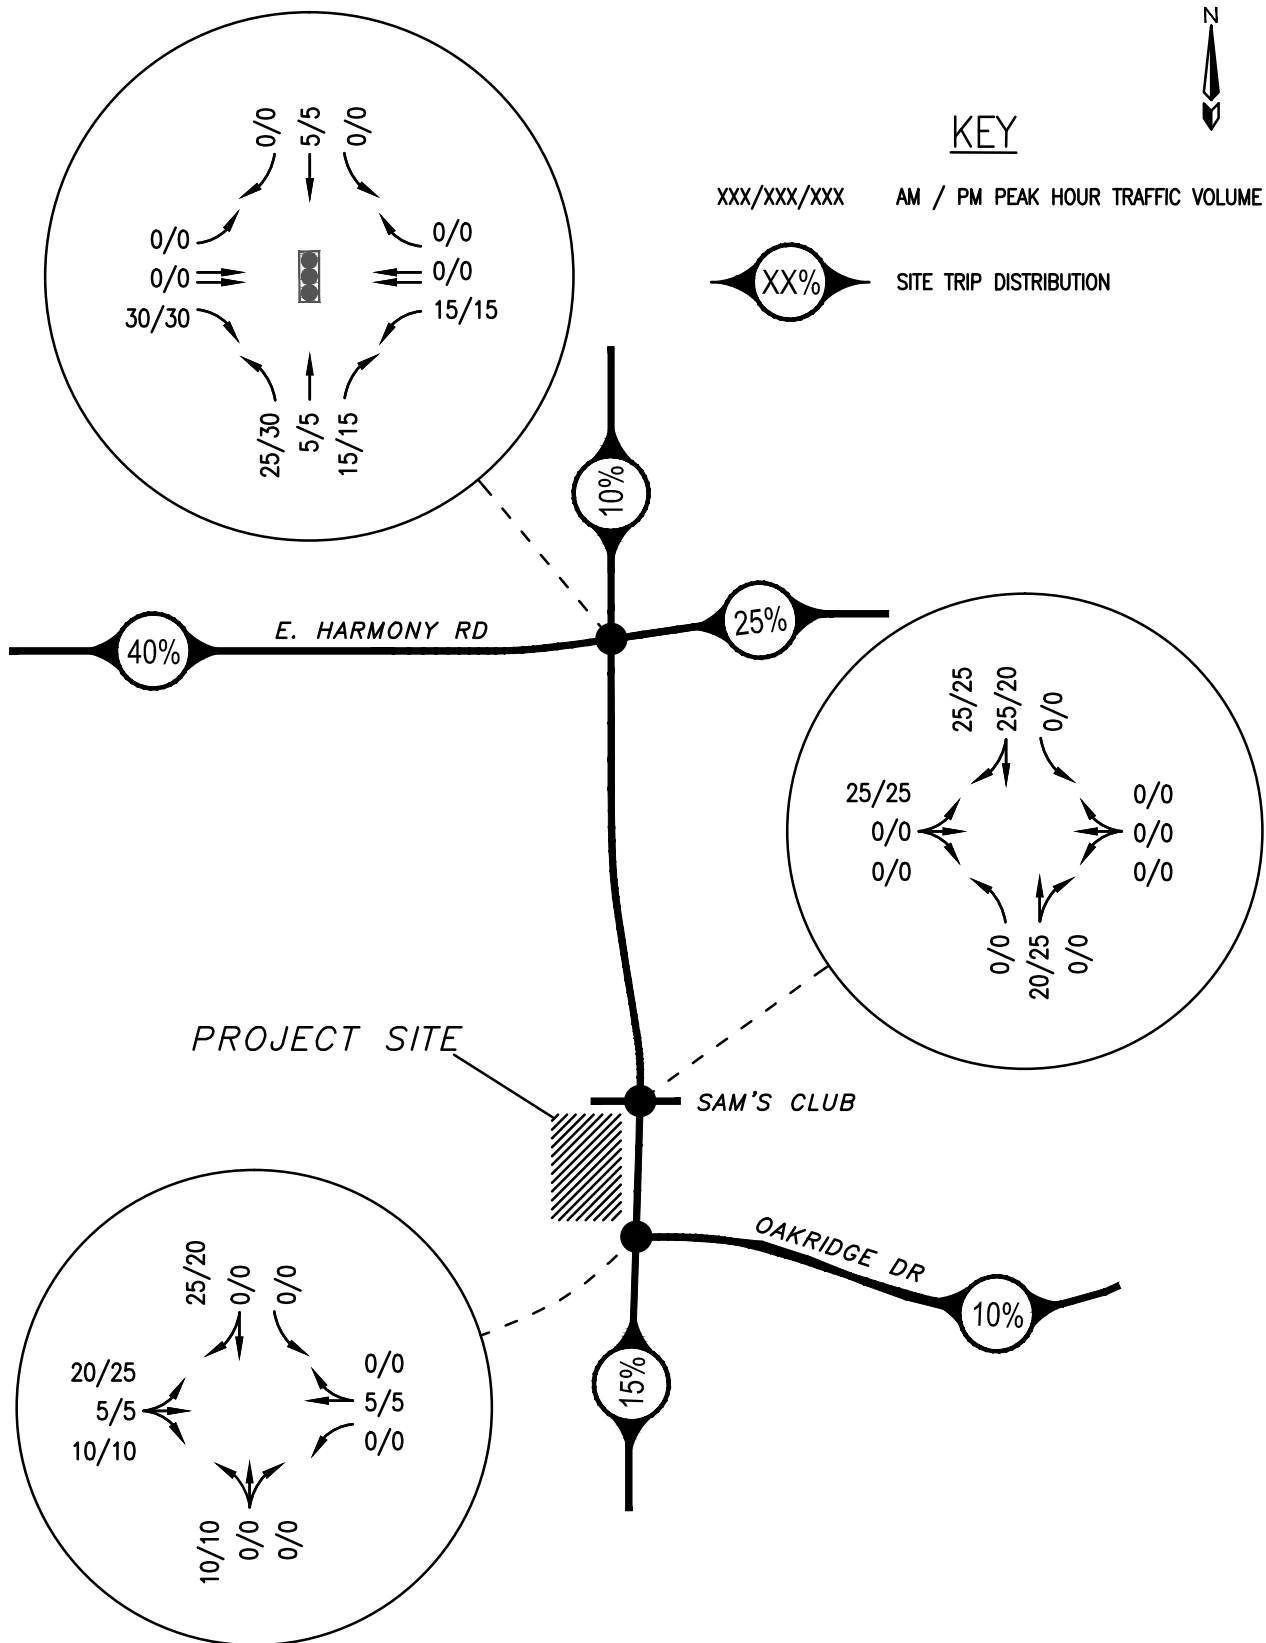 N
KEY
XXX/XXX/XXX AM / PM PEAK HOUR TRAFFIC VOLUME
XX% SITE TRIP DISTRIBUTION
0/0 5/5 0/0
0/0 0/0
0/0 0/0
30/30 15/15
25/30 5/5 15/15
10%
E. HARMONY RD
40%
25%
25/25 25/20 0/0
25/25 0/0
0/0 0/0
0/0 0/0
0/0 20/25 0/0
PROJECT SITE
SAM'S CLUB
OAKRIDGE DR
10%
15%
25/20 0/0 0/0
20/25 0/0
5/5 5/5
10/10 0/0
10/10 0/0 0/0